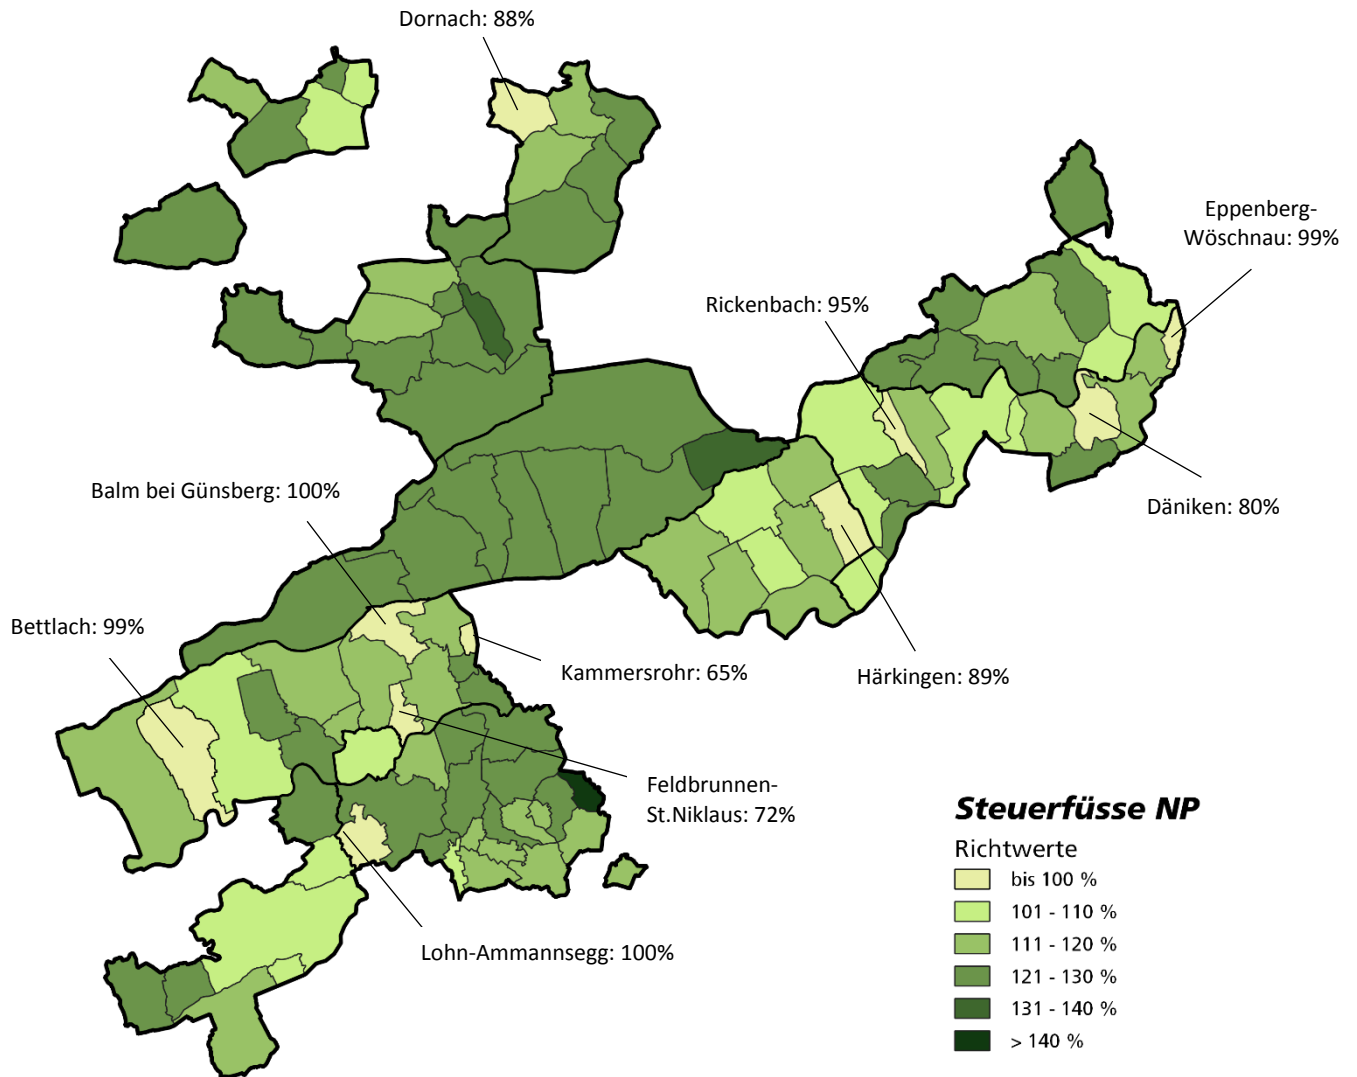 Dornach: 88%
Eppenberg-
Wöschnau: 99%
Rickenbach: 95%
Balm bei Günsberg: 100%
Däniken: 80%
Bettlach: 99%
Kammersrohr: 65%
Härkingen: 89%
Feldbrunnen-
St.Niklaus: 72%
Lohn-Ammannsegg: 100%
Steuerfüsse NP
Richtwerte
bis 100 %
101 - 110 %
111 - 120 %
121 - 130 %
131 - 140 %
> 140 %